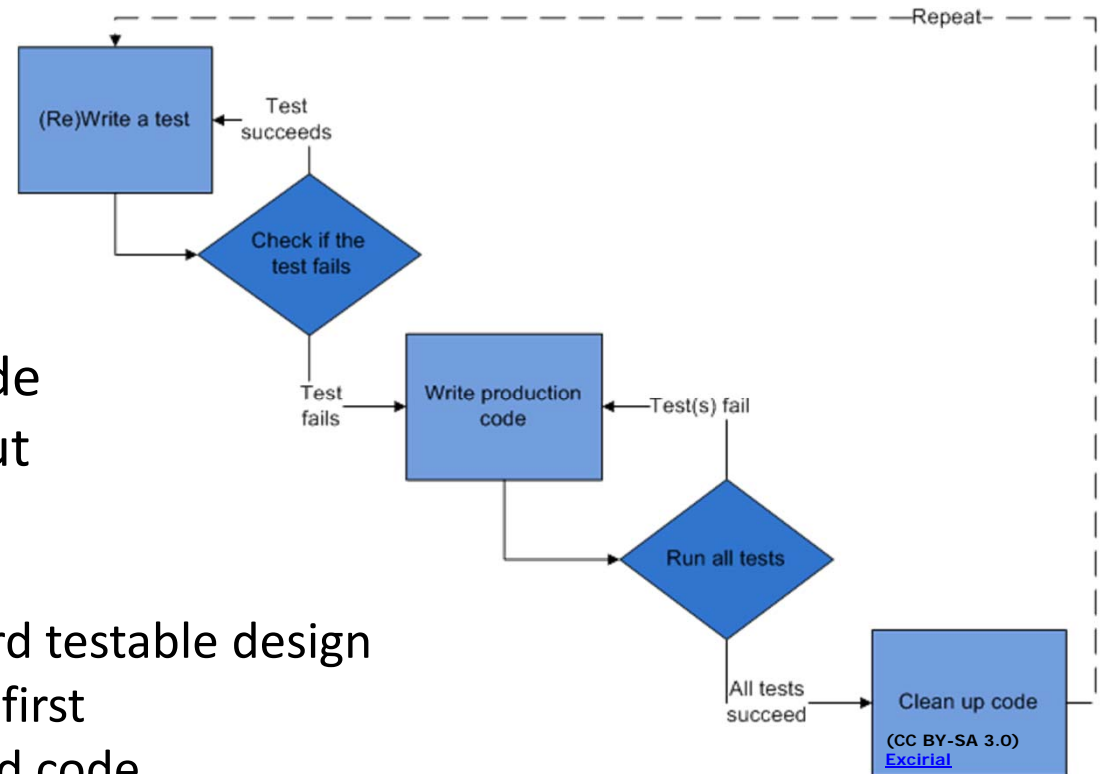 Repeat
(Re)Write a test
Test
succeeds
Check if the
test fails
Test
fails
Write production
code
Test(s) fail
Run all tests
All tests
succeed
Clean up code
(CC BY-SA 3.0)
Excirial
de
ut
rd testable design
first
d code